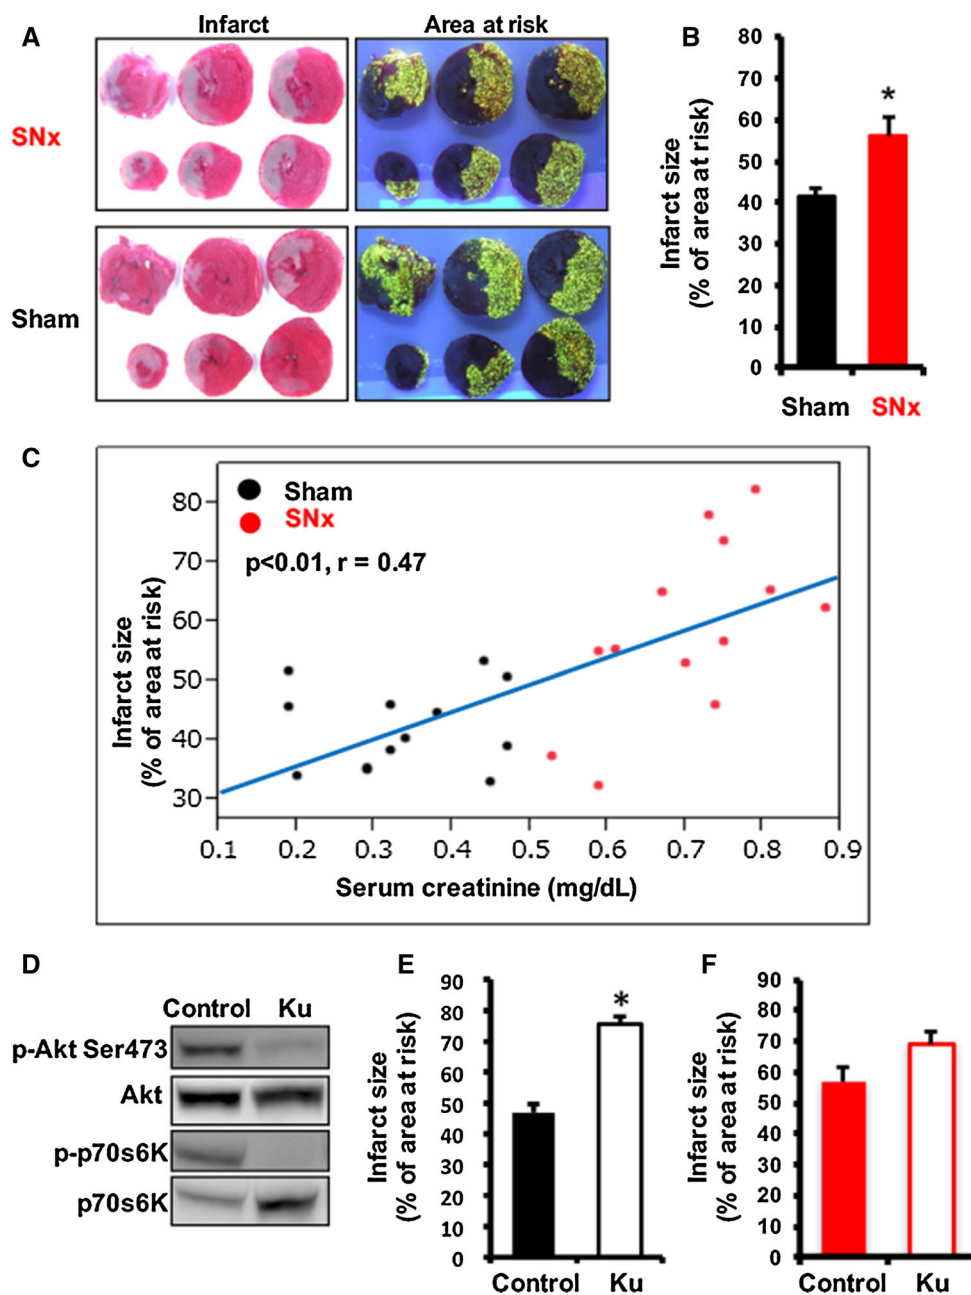 A
Infarct
Area at risk
SNx
Sham
B
80
70
60
50
40
30
20
10
0
Infarct size
(% of area at risk)
*
Sham
SNx
C
Sham
SNx
p<0.01, r = 0.47
80
70
60
50
40
30
Infarct size
(% of area at risk)
0.1 0.2 0.3 0.4 0.5 0.6 0.7 0.8 0.9
Serum creatinine (mg/dL)
D
Control Ku
p-Akt Ser473
Akt
p-p70s6K
p70s6K
E
90
80
70
60
50
40
30
20
10
0
Infarct size
(% of area at risk)
*
Control Ku
F
90
80
70
60
50
40
30
20
10
0
Infarct size
(% of area at risk)
Control Ku